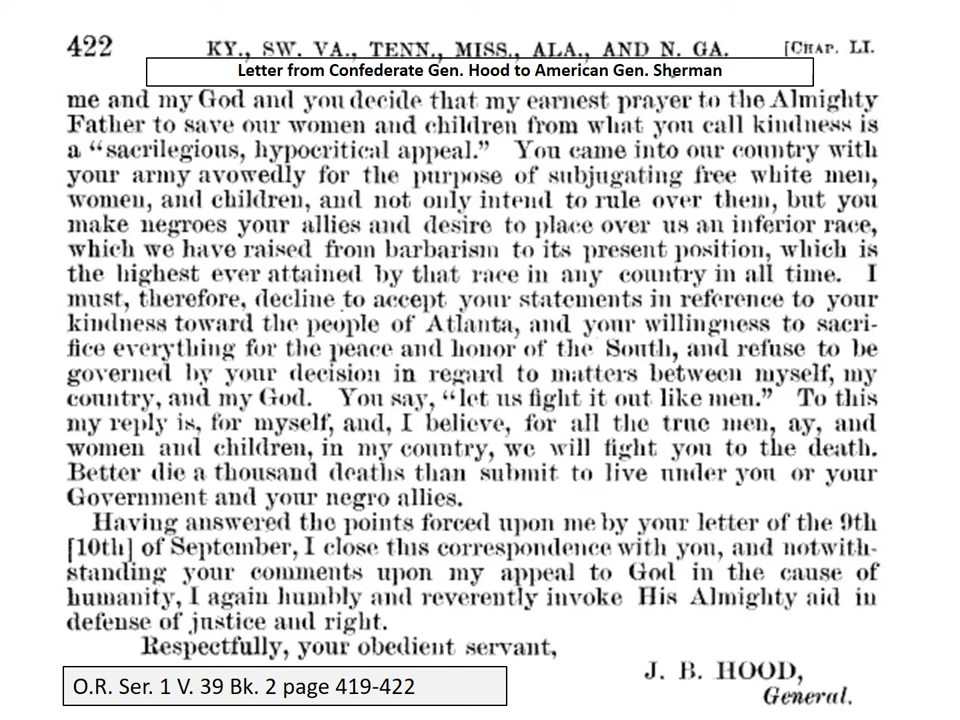 422 KY., SW. VA., TENN., MISS., ALA., AND N. GA. [CHAP. LI.
Letter from Confederate Gen. Hood to American Gen. Sherman
me and my God and you decide that my earnest prayer to the Almighty
Father to save our women and children from what you call kindness is
a “sacrilegious, hypocritical appeal.” You came into our country with
your army avowedly for the purpose of subjugating free white men,
women, and children, and not only intend to rule over them, but you
make negroes your allies and desire to place over us an inferior race,
which we have raised from barbarism to its present position, which is
the highest ever attained by that race in any country in all time. I
must, therefore, decline to accept your statements in reference to your
kindness toward the people of Atlanta, and your willingness to sacri-
fice everything for the peace and honor of the South, and refuse to be
governed by your decision in regard to matters between myself, my
country, and my God. You say, “let us fight it out like men.” To this
my reply is, for myself, and, I believe, for all the true men, ay, and
women and children, in my country, we will fight you to the death.
Better die a thousand deaths than submit to live under you or your
Government and your negro allies.
Having answered the points forced upon me by your letter of the 9th
[10th] of September, I close this correspondence with you, and notwith-
standing your comments upon my appeal to God in the cause of
humanity, I again humbly and reverently invoke His Almighty aid in
defense of justice and right.
Respectfully, your obedient servant,
J. B. HOOD,
General.
O.R. Ser. 1 V. 39 Bk. 2 page 419-422